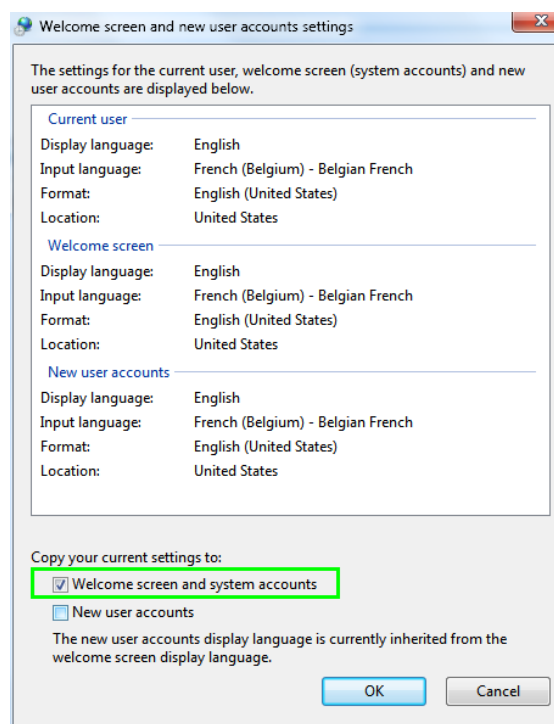 Welcome screen and new user accounts settings
The settings for the current user, welcome screen (system accounts) and new
user accounts are displayed below.
Current user
Display language: English
Input language: French (Belgium) - Belgian French
Format: English (United States)
Location: United States
Welcome screen
Display language: English
Input language: French (Belgium) - Belgian French
Format: English (United States)
Location: United States
New user accounts
Display language: English
Input language: French (Belgium) - Belgian French
Format: English (United States)
Location: United States
Copy your current settings to:
Welcome screen and system accounts
New user accounts
The new user accounts display language is currently inherited from the
welcome screen display language.
OK Cancel